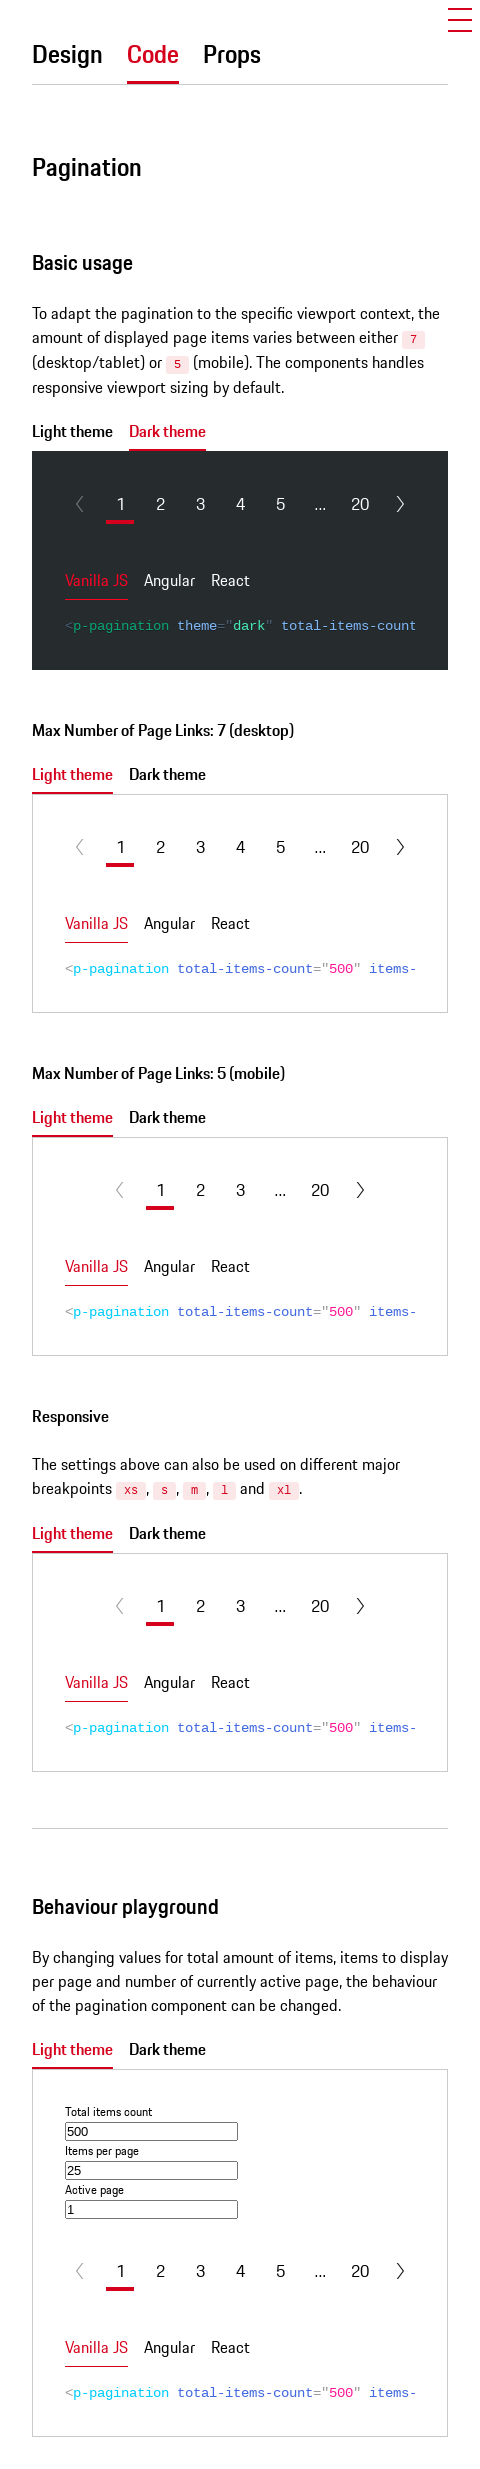 Design Code Props
Pagination
Basic usage
To adapt the pagination to the specific viewport context, the
amount of displayed page items varies between either 7
(desktop/tablet) or 5 (mobile). The components handles
responsive viewport sizing by default.
Light theme Dark theme
1 2 3 4 5 ... 20
Vanilla JS Angular React
<p-pagination theme="dark" total-items-count
Max Number of Page Links: 7 (desktop)
Light theme Dark theme
1 2 3 4 5 ... 20
Vanilla JS Angular React
<p-pagination total-items-count="500" items-
Max Number of Page Links: 5 (mobile)
Light theme Dark theme
1 2 3 ... 20
Vanilla JS Angular React
<p-pagination total-items-count="500" items-
Responsive
The settings above can also be used on different major
breakpoints xs, s, m, l and xl.
Light theme Dark theme
1 2 3 ... 20
Vanilla JS Angular React
<p-pagination total-items-count="500" items-
Behaviour playground
By changing values for total amount of items, items to display
per page and number of currently active page, the behaviour
of the pagination component can be changed.
Light theme Dark theme
Total items count
500
Items per page
25
Active page
1
1 2 3 4 5 ... 20
Vanilla JS Angular React
<p-pagination total-items-count="500" items-